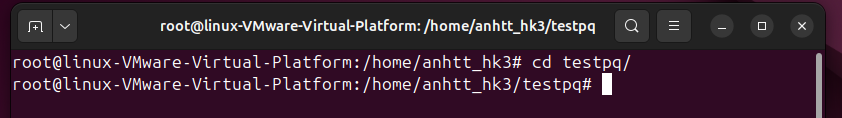 root@linux-VMware-Virtual-Platform: /home/anhtt_hk3/testpq
root@linux-VMware-Virtual-Platform:/home/anhtt_hk3# cd testpq/
root@linux-VMware-Virtual-Platform:/home/anhtt_hk3/testpq#